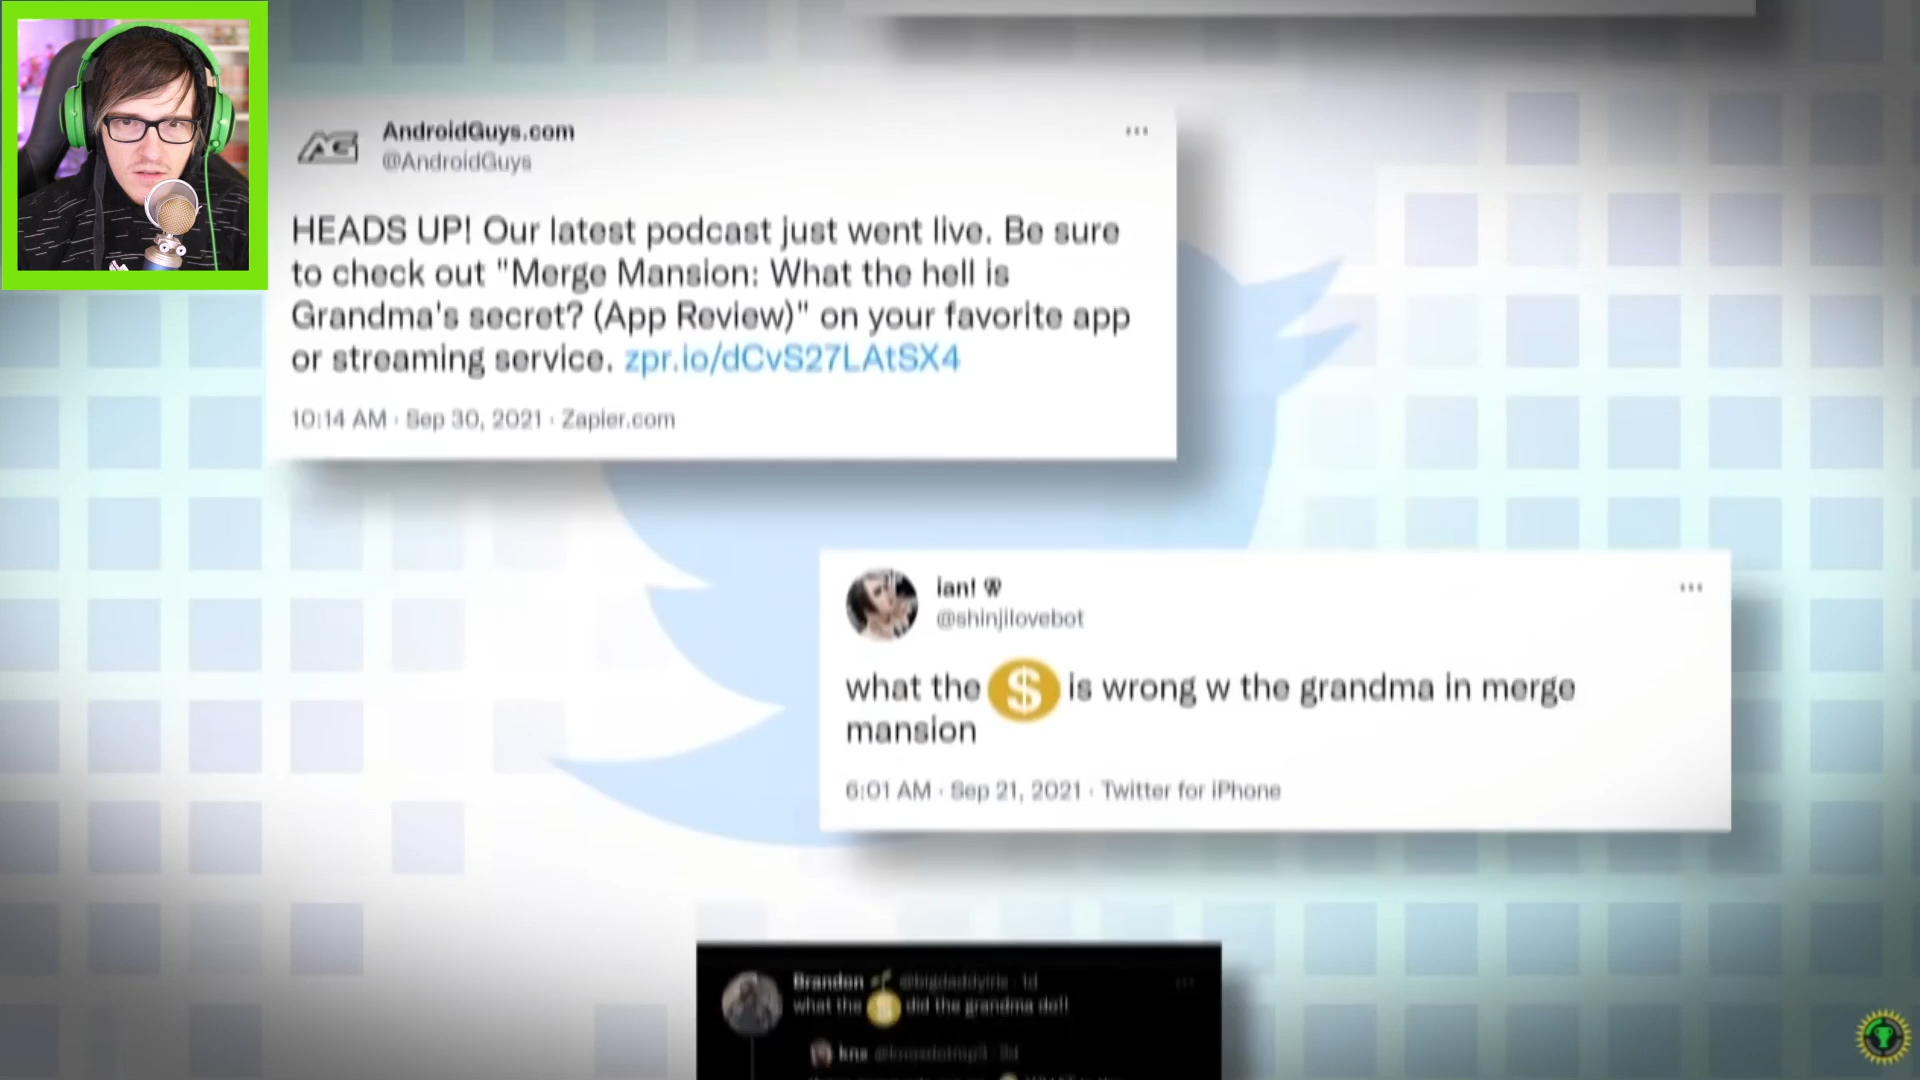 AG
AndroidGuys.com
@AndroidGuys
HEADS UP! Our latest podcast just went live. Be sure
to check out "Merge Mansion: What the hell is
Grandma's secret? (App Review)" on your favorite app
or streaming service. zpr.io/dCvS27LAtSX4
10:14 AM · Sep 30, 2021 · Zapier.com
ian!
@shinjilovebot
what the $ is wrong w the grandma in merge
mansion
6:01 AM · Sep 21, 2021 · Twitter for iPhone
Brandon · 1d
what the did the grandma do!!